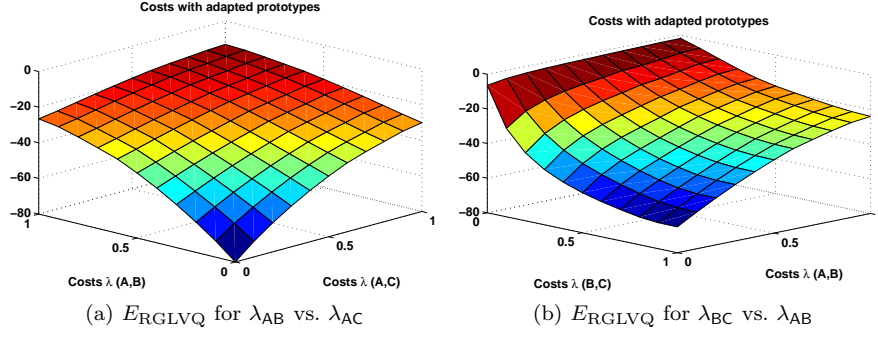 Costs with adapted prototypes
0
−20
−40
−60
−80
1
0.5
0
0
0.5
1
Costs λ (A,B)
Costs λ (A,C)
(a) E_RGLVQ for λ_AB vs. λ_AC
Costs with adapted prototypes
0
−20
−40
−60
−80
0
0.5
1
0
0.5
1
Costs λ (B,C)
Costs λ (A,B)
(b) E_RGLVQ for λ_BC vs. λ_AB